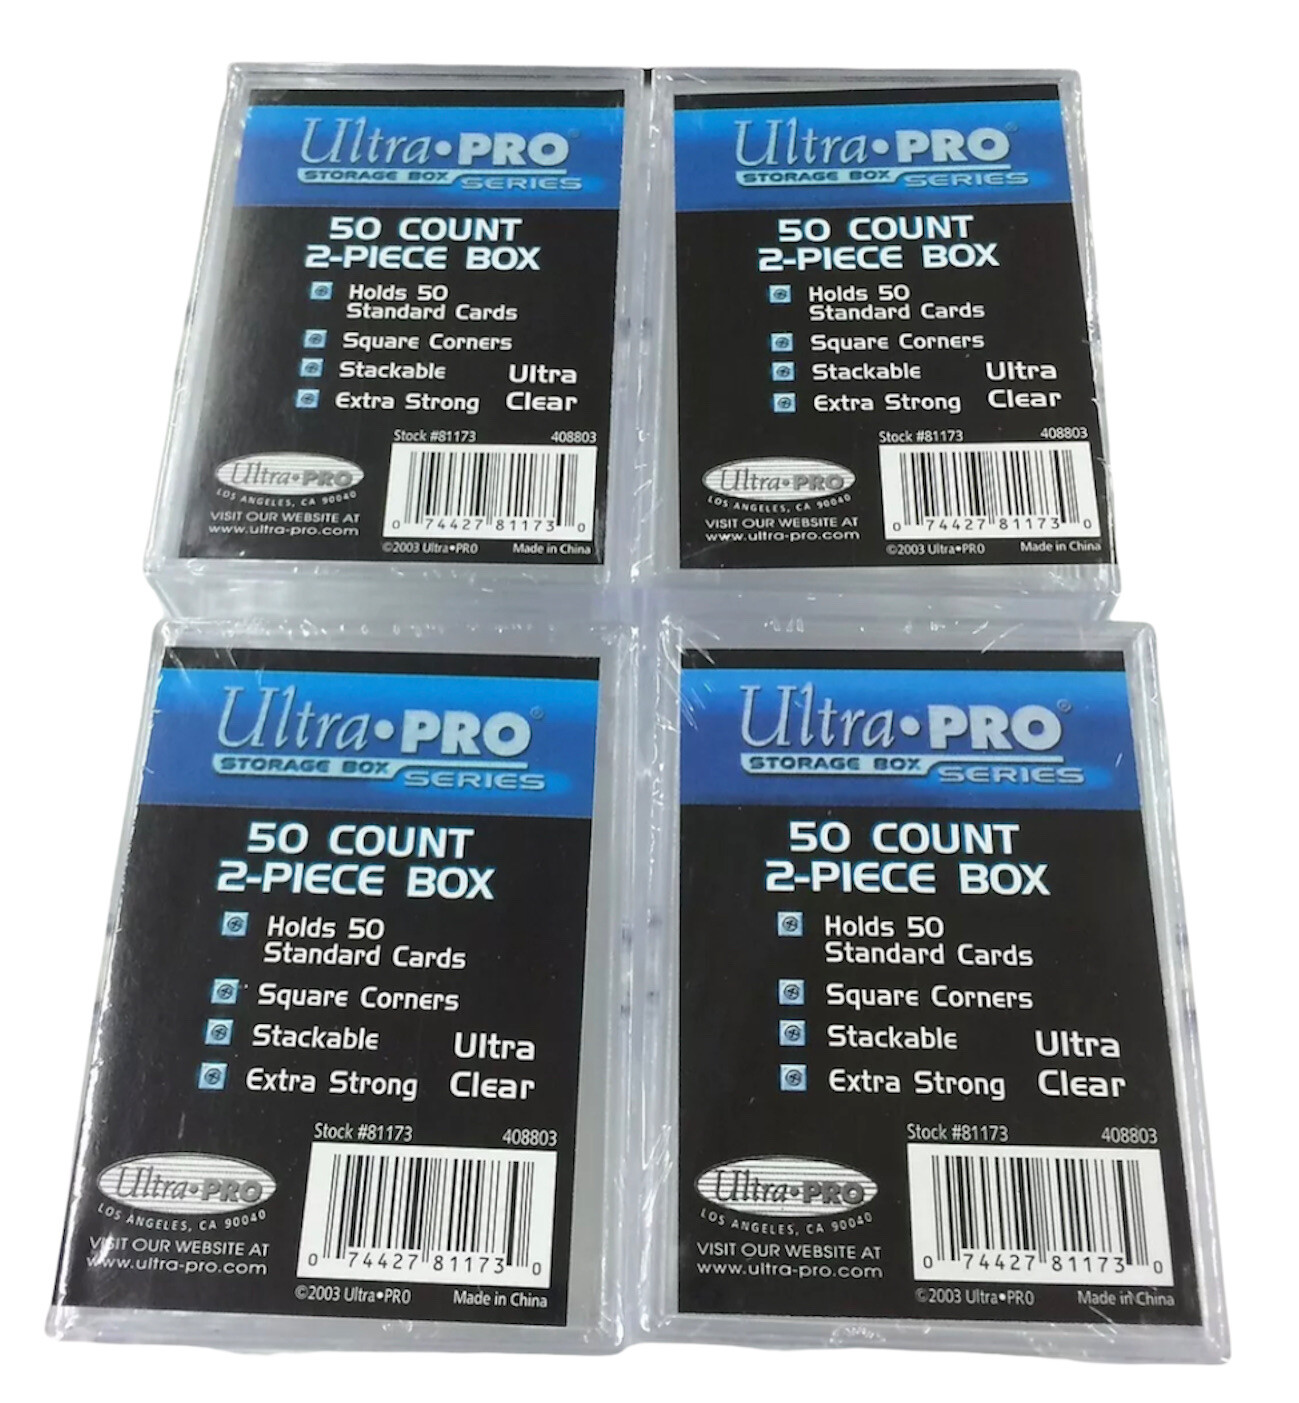 Ultra•PRO®
STORAGE BOX SERIES
50 COUNT
2-PIECE BOX
Holds 50
Standard Cards
Square Corners
Stackable
Extra Strong
Ultra
Clear
Stock #81173 408803
Ultra•PRO
LOS ANGELES, CA 90040
VISIT OUR WEBSITE AT
www.ultra-pro.com
0 74427 81173 0
©2003 Ultra•PRO Made in China
Ultra•PRO®
STORAGE BOX SERIES
50 COUNT
2-PIECE BOX
Holds 50
Standard Cards
Square Corners
Stackable
Extra Strong
Ultra
Clear
Stock #81173 408803
Ultra•PRO
LOS ANGELES, CA 90040
VISIT OUR WEBSITE AT
www.ultra-pro.com
0 74427 81173 0
©2003 Ultra•PRO Made in China
Ultra•PRO®
STORAGE BOX SERIES
50 COUNT
2-PIECE BOX
Holds 50
Standard Cards
Square Corners
Stackable
Extra Strong
Ultra
Clear
Stock #81173 408803
Ultra•PRO
LOS ANGELES, CA 90040
VISIT OUR WEBSITE AT
www.ultra-pro.com
0 74427 81173 0
©2003 Ultra•PRO Made in China
Ultra•PRO®
STORAGE BOX SERIES
50 COUNT
2-PIECE BOX
Holds 50
Standard Cards
Square Corners
Stackable
Extra Strong
Ultra
Clear
Stock #81173 408803
Ultra•PRO
LOS ANGELES, CA 90040
VISIT OUR WEBSITE AT
www.ultra-pro.com
0 74427 81173 0
©2003 Ultra•PRO Made in China